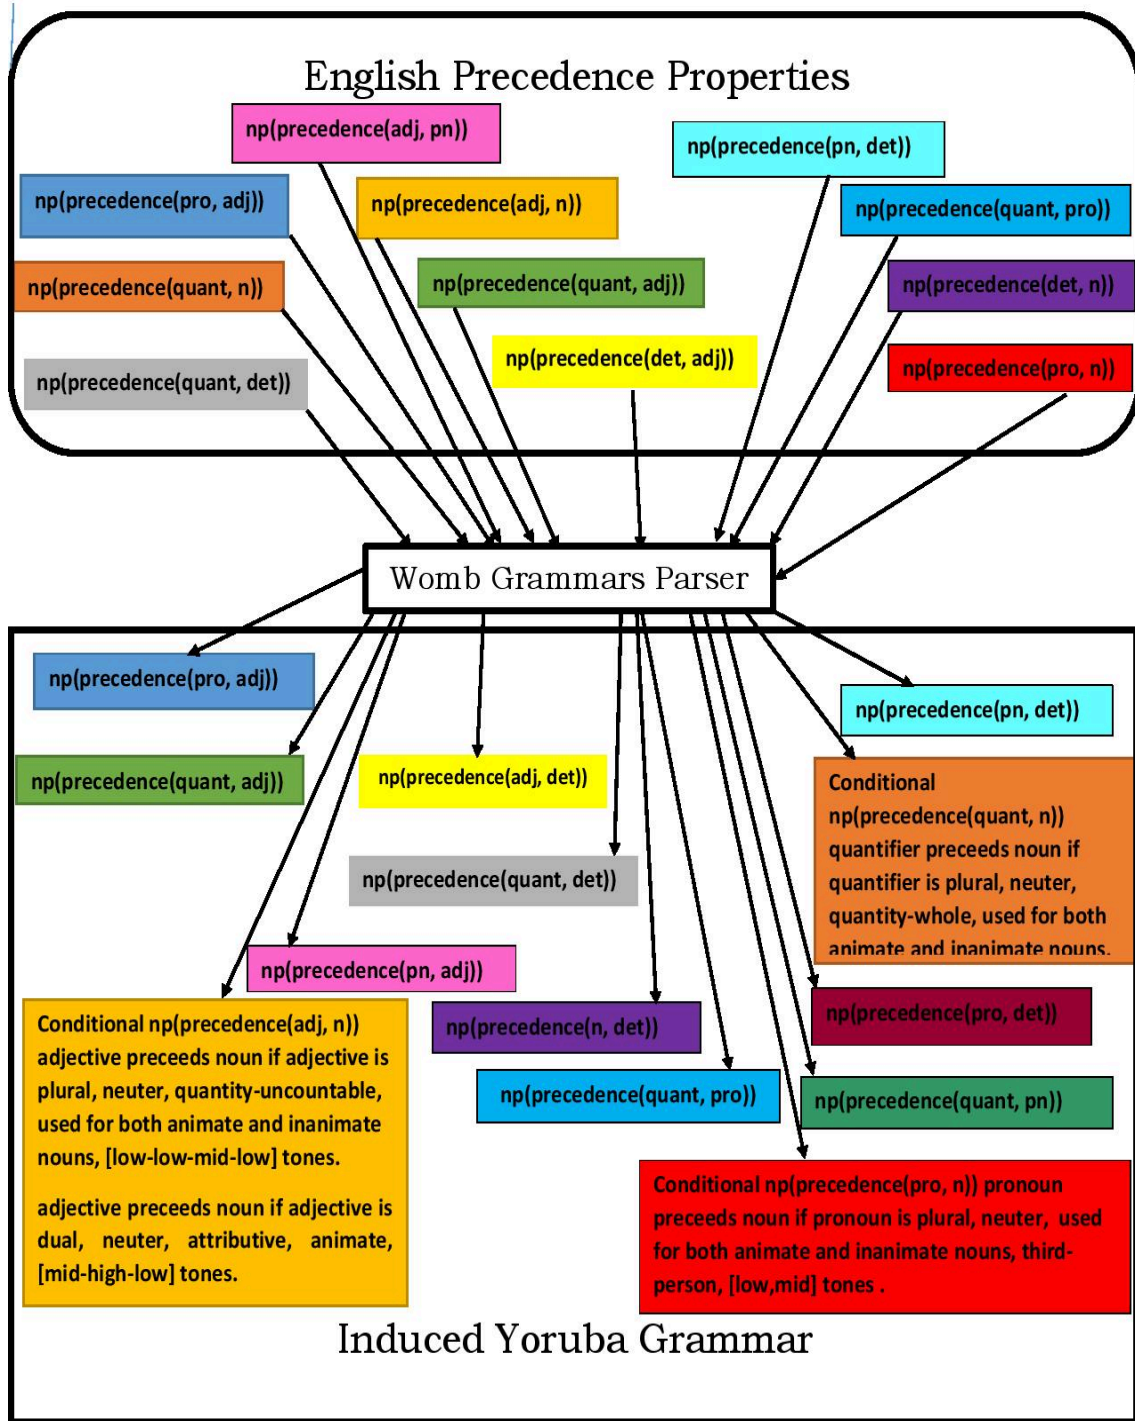 English Precedence Properties
np(precedence(adj, pn))
np(precedence(pn, det))
np(precedence(pro, adj))
np(precedence(adj, n))
np(precedence(quant, pro))
np(precedence(quant, n))
np(precedence(quant, adj))
np(precedence(det, n))
np(precedence(quant, det))
np(precedence(det, adj))
np(precedence(pro, n))
Womb Grammars Parser
np(precedence(pro, adj))
np(precedence(pn, det))
np(precedence(quant, adj))
np(precedence(adj, det))
Conditional
np(precedence(quant, n))
quantifier preceeds noun if
quantifier is plural, neuter,
quantity-whole, used for both
animate and inanimate nouns.
np(precedence(quant, det))
np(precedence(pn, adj))
np(precedence(n, det))
np(precedence(pro, det))
Conditional np(precedence(adj, n))
adjective preceeds noun if adjective is
plural, neuter, quantity-uncountable,
used for both animate and inanimate
nouns, [low-low-mid-low] tones.
adjective preceeds noun if adjective is
dual, neuter, attributive, animate,
[mid-high-low] tones.
np(precedence(quant, pro))
np(precedence(quant, pn))
Conditional np(precedence(pro, n)) pronoun
preceeds noun if pronoun is plural, neuter, used
for both animate and inanimate nouns, third-
person, [low,mid] tones .
Induced Yoruba Grammar